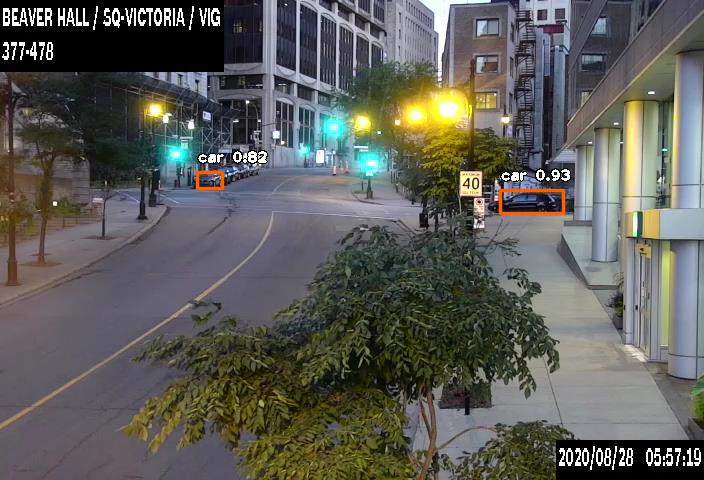 BEAVER HALL / SQ-VICTORIA / VIG
377-478
car 0.82
car 0.93
MAXIMUM
40
2020/08/28 05:57:19